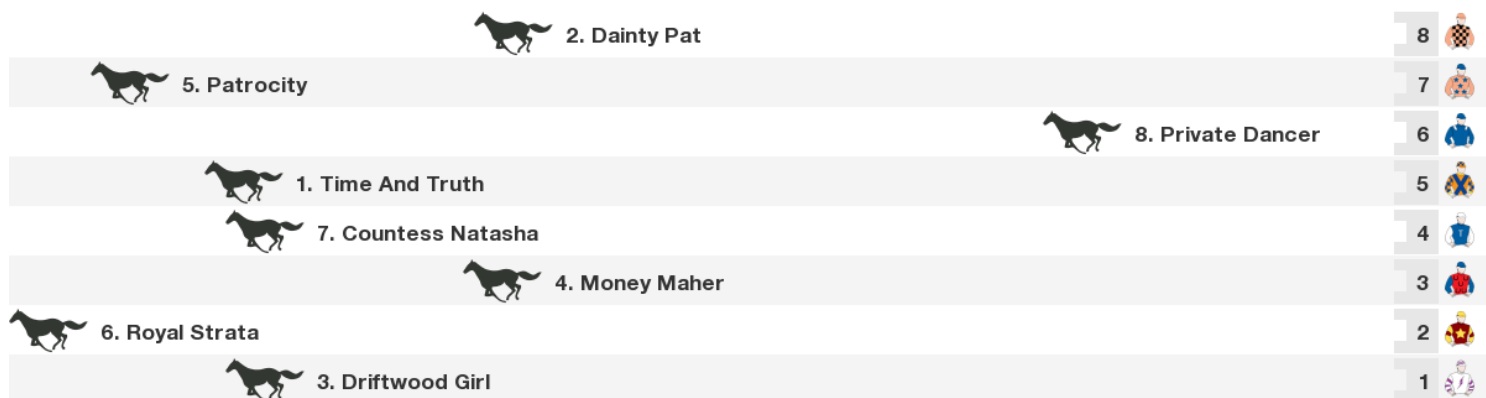 2. Dainty Pat 8
5. Patrocity 7
8. Private Dancer 6
1. Time And Truth 5
7. Countess Natasha 4
4. Money Maher 3
6. Royal Strata 2
3. Driftwood Girl 1